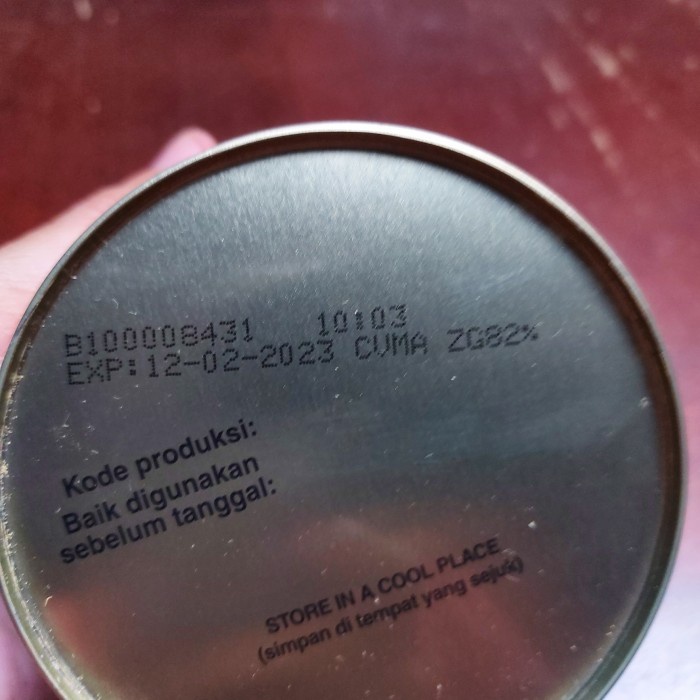 B100008431 10:03
EXP:12-02-2023 CVMA ZG82%
Kode produksi:
Baik digunakan
sebelum tanggal:
STORE IN A COOL PLACE
(simpan di tempat yang sejuk)